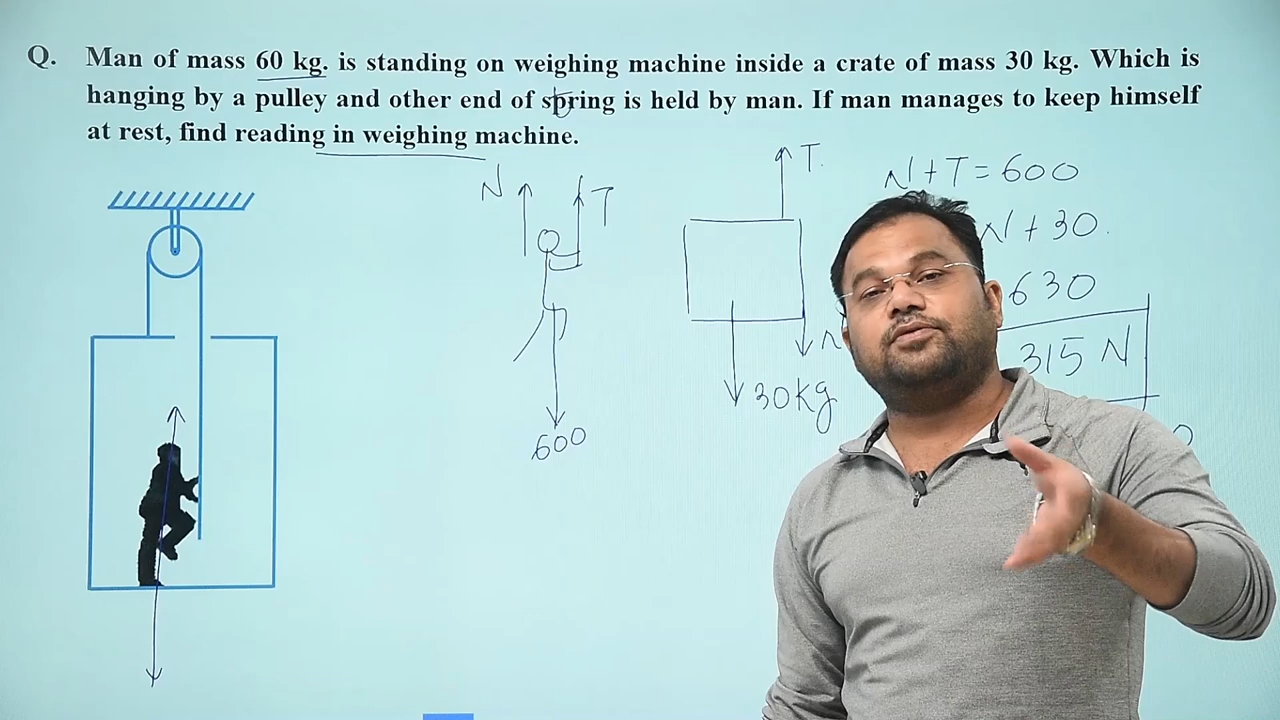 Q. Man of mass 60 kg. is standing on weighing machine inside a crate of mass 30 kg. Which is
hanging by a pulley and other end of spring is held by man. If man manages to keep himself
at rest, find reading in weighing machine.
N
T
600
T.
30kg
N+T=600
N+30.
630
315 N